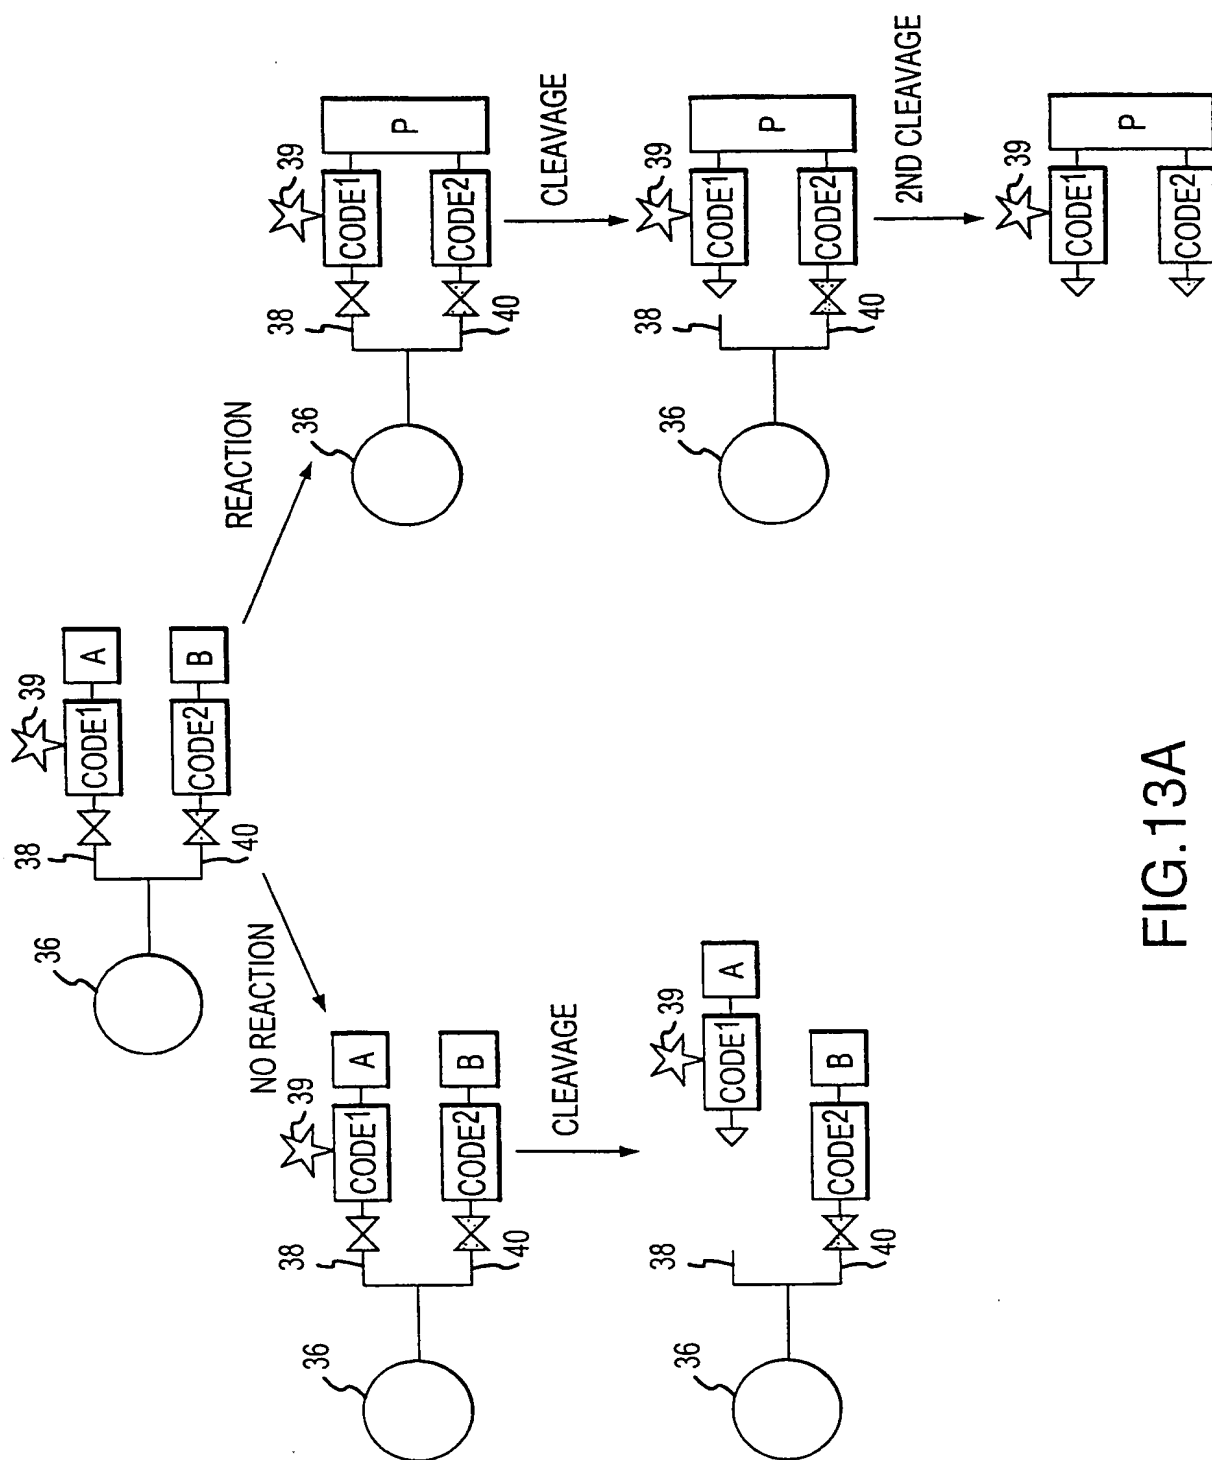 36
38
39
CODE1
A
40
CODE2
B
NO REACTION
REACTION
36
38
39
CODE1
A
40
CODE2
B
CLEAVAGE
36
38
39
CODE1
A
40
CODE2
B
36
38
39
CODE1
40
CODE2
P
CLEAVAGE
36
38
39
CODE1
40
CODE2
P
2ND CLEAVAGE
39
CODE1
CODE2
P
FIG.13A